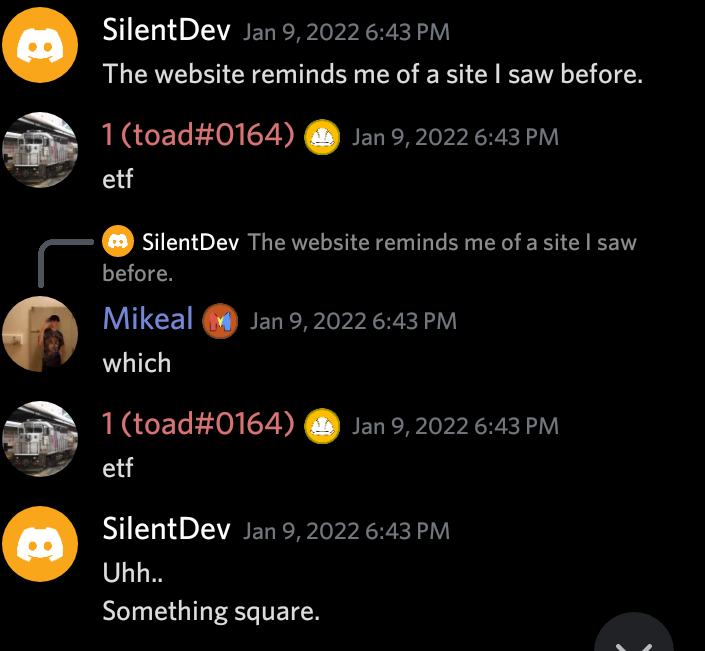 SilentDev Jan 9, 2022 6:43 PM
The website reminds me of a site I saw before.
1 (toad#0164) Jan 9, 2022 6:43 PM
etf
SilentDev The website reminds me of a site I saw
before.
Mikeal M Jan 9, 2022 6:43 PM
which
1 (toad#0164) Jan 9, 2022 6:43 PM
etf
SilentDev Jan 9, 2022 6:43 PM
Uhh..
Something square.